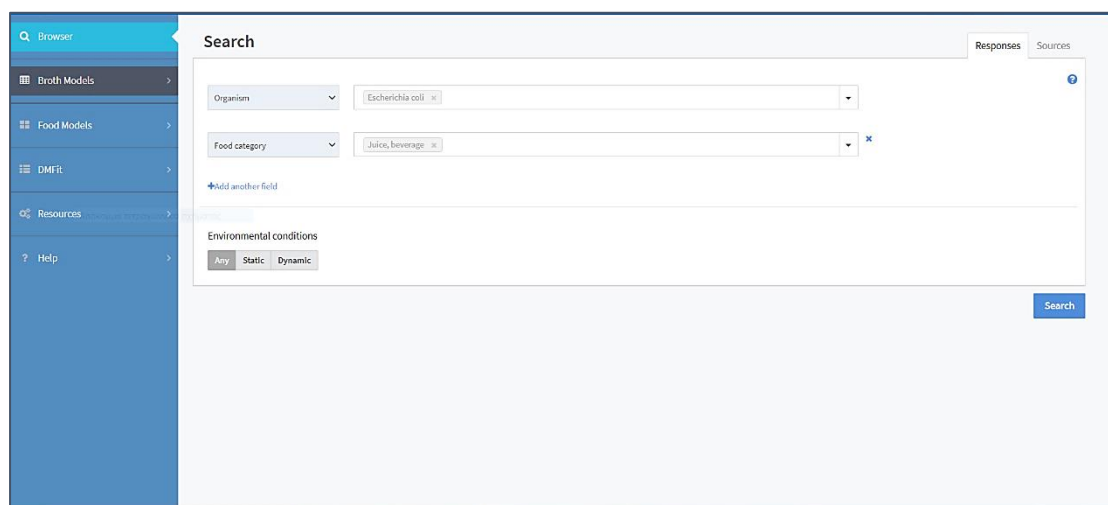 Browser
Broth Models
Food Models
DMFit
Resources
? Help
Search
Responses Sources
Organism Escherichia coli ×
Food category Juice, beverage × ×
+Add another field
Environmental conditions
Any Static Dynamic
Search